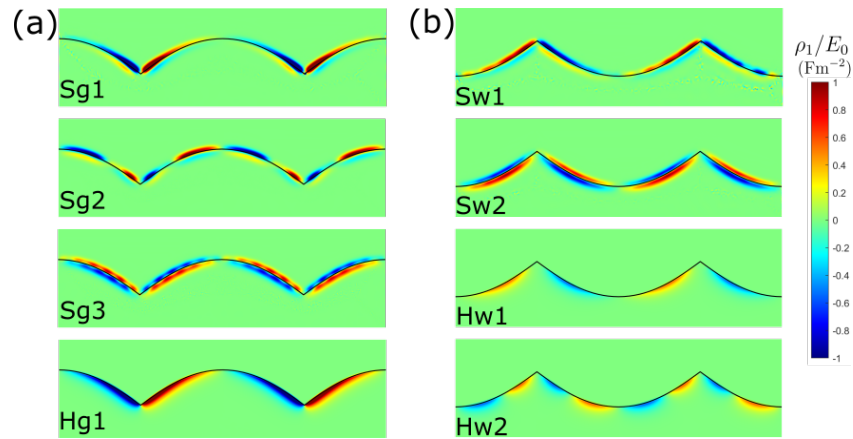 (a)
Sg1
Sg2
Sg3
Hg1
(b)
Sw1
Sw2
Hw1
Hw2
ρ₁/E₀
(Fm⁻²)
1
0.8
0.6
0.4
0.2
0
-0.2
-0.4
-0.6
-0.8
-1